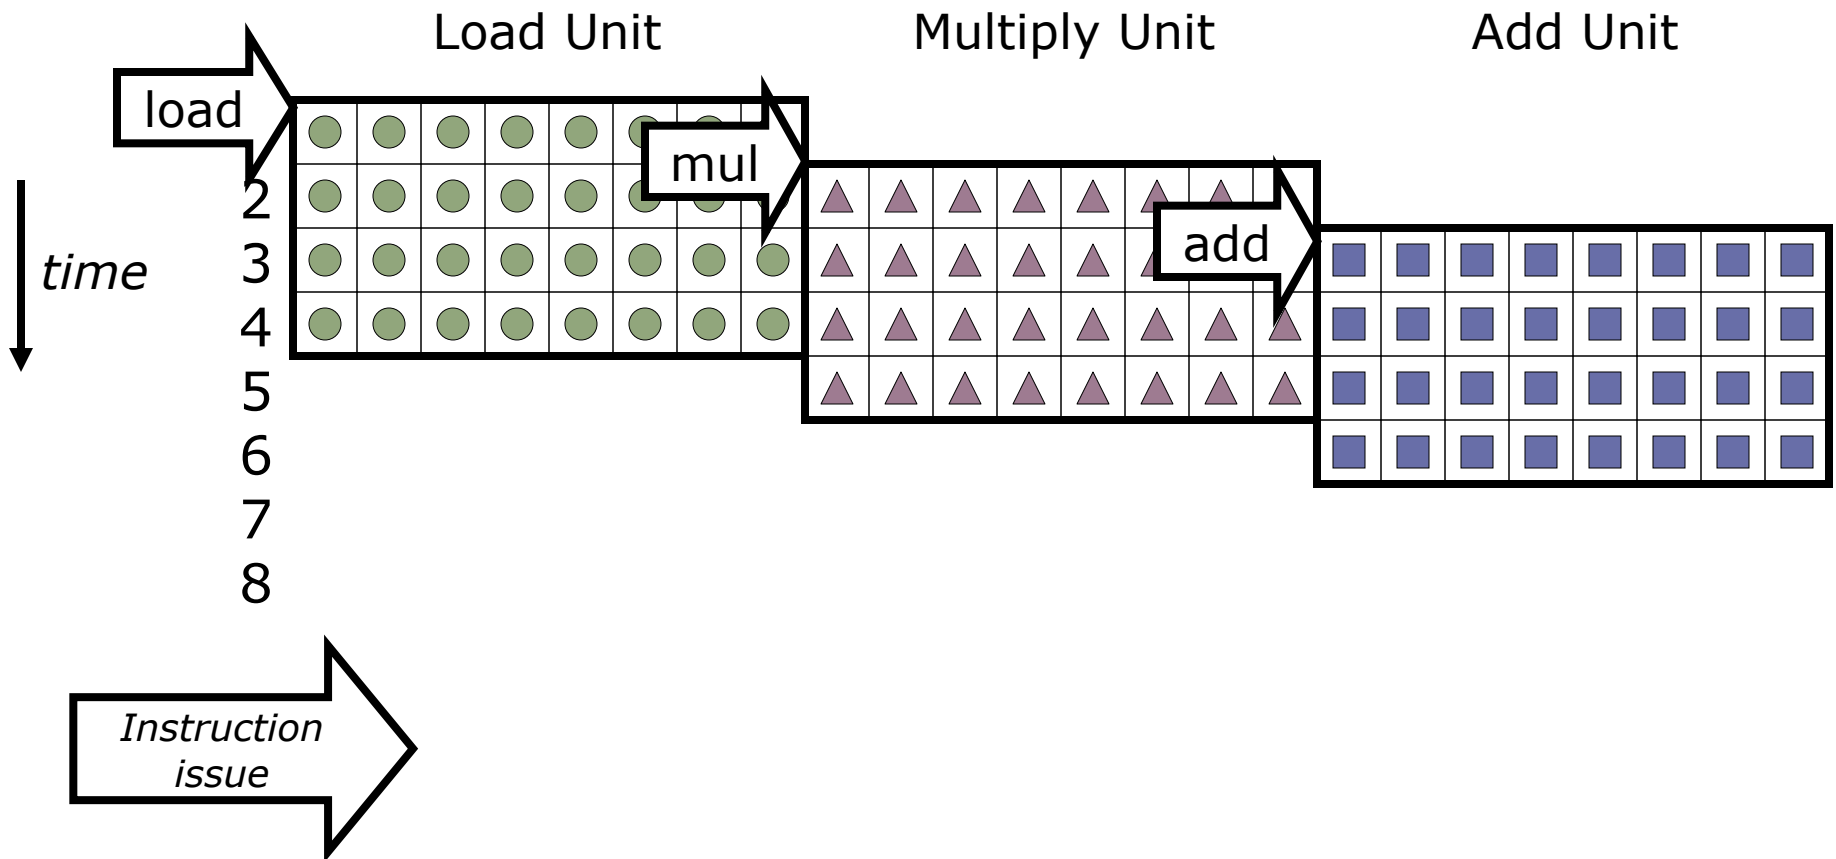 Load Unit Multiply Unit Add Unit
load
mul
2
add
3
time
4
5
6
7
8
Instruction
issue